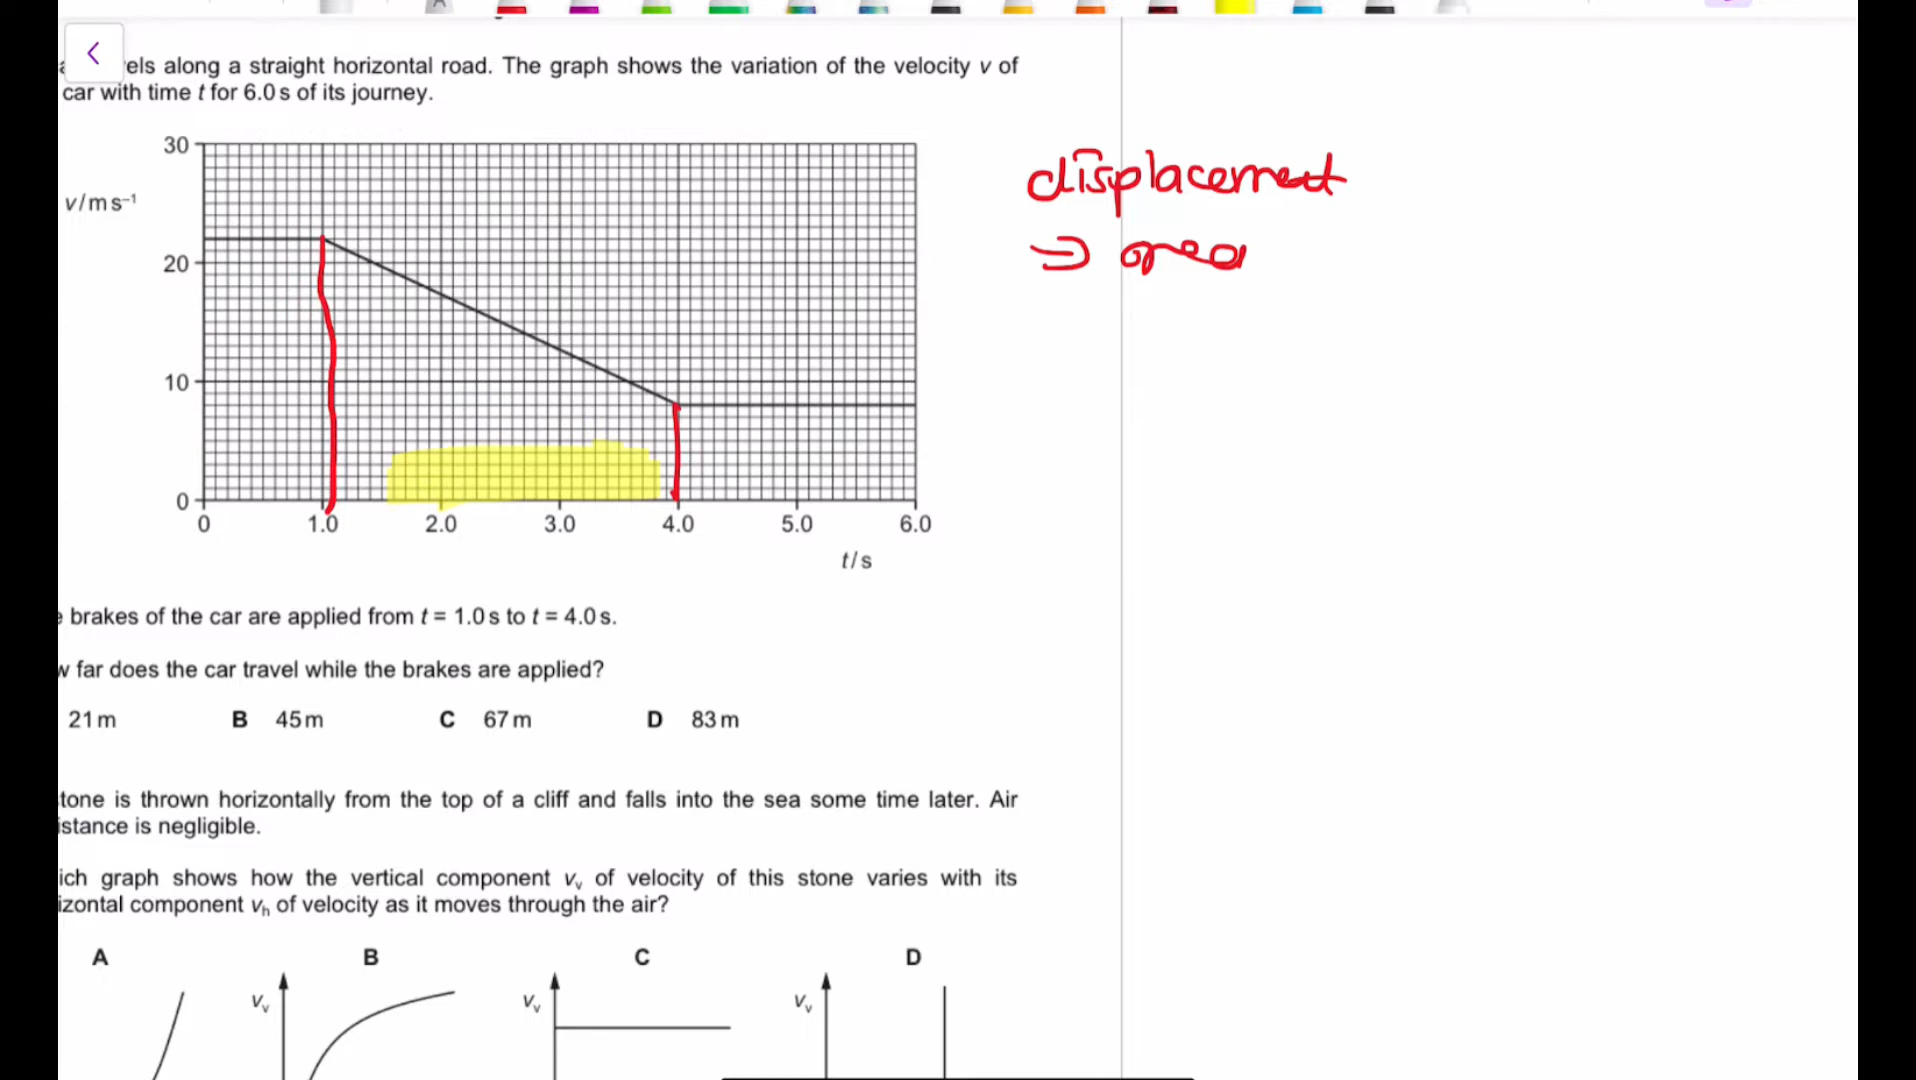 els along a straight horizontal road. The graph shows the variation of the velocity v of
car with time t for 6.0 s of its journey.
30
v/ms⁻¹
20
10
0
0 1.0 2.0 3.0 4.0 5.0 6.0
t/s
displacement
⇒ area
brakes of the car are applied from t = 1.0 s to t = 4.0 s.
w far does the car travel while the brakes are applied?
21 m B 45 m C 67 m D 83 m
tone is thrown horizontally from the top of a cliff and falls into the sea some time later. Air
istance is negligible.
ich graph shows how the vertical component vᵥ of velocity of this stone varies with its
izontal component vₕ of velocity as it moves through the air?
A B C D
vᵥ vᵥ vᵥ